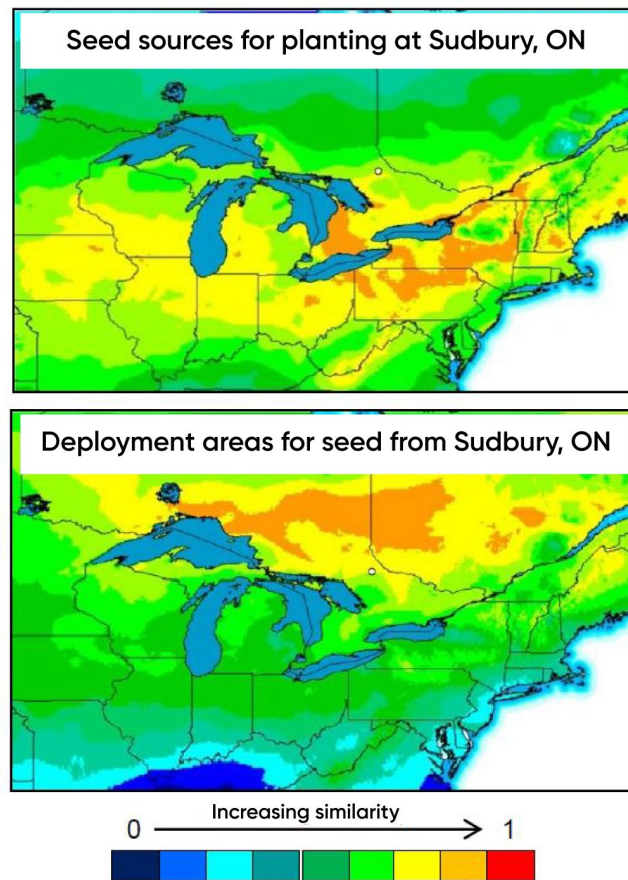 Seed sources for planting at Sudbury, ON
Deployment areas for seed from Sudbury, ON
Increasing similarity
0 1